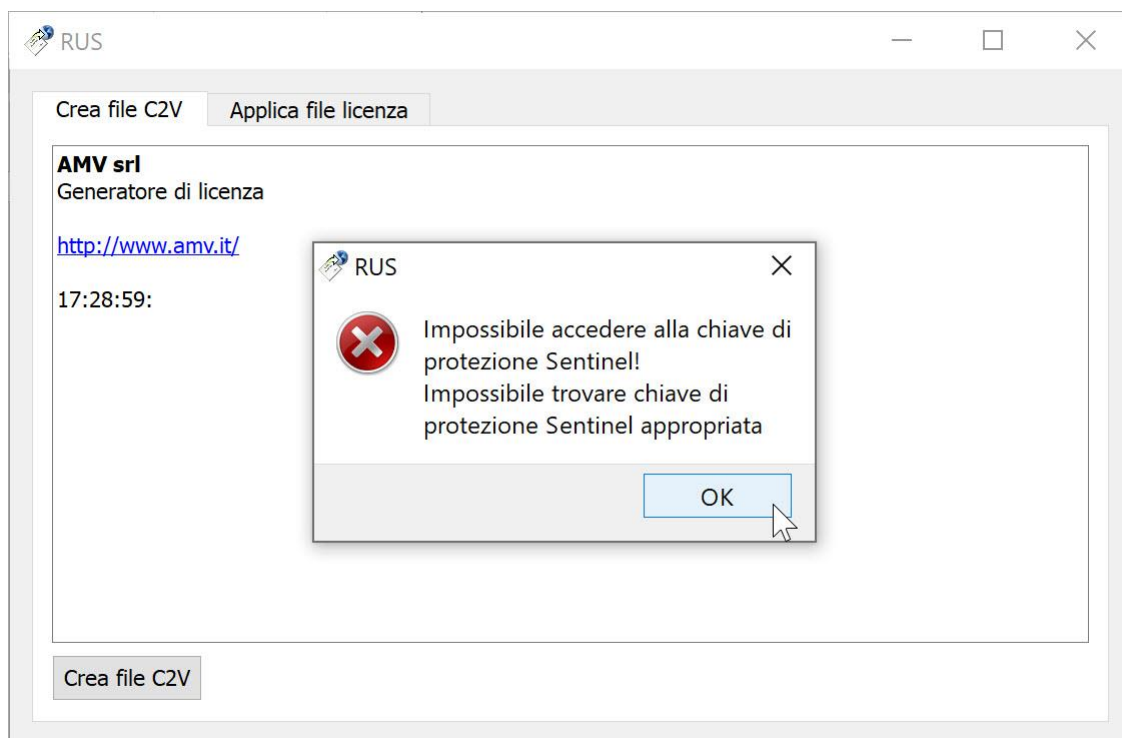 RUS
Crea file C2V
Applica file licenza
AMV srl
Generatore di licenza
http://www.amv.it/
17:28:59:
RUS
Impossibile accedere alla chiave di
protezione Sentinel!
Impossibile trovare chiave di
protezione Sentinel appropriata
OK
Crea file C2V